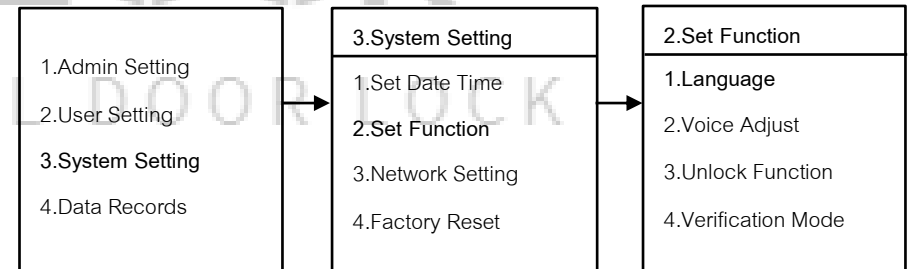 1.Admin Setting
2.User Setting
3.System Setting
4.Data Records
3.System Setting
1.Set Date Time
2.Set Function
3.Network Setting
4.Factory Reset
2.Set Function
1.Language
2.Voice Adjust
3.Unlock Function
4.Verification Mode
L DOOR LOCK